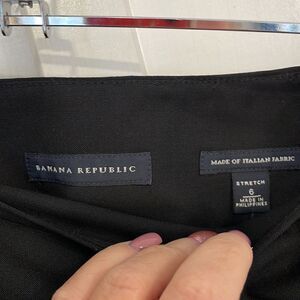 BANANA REPUBLIC
MADE OF ITALIAN FABRIC
STRETCH
6
MADE IN
PHILIPPINES